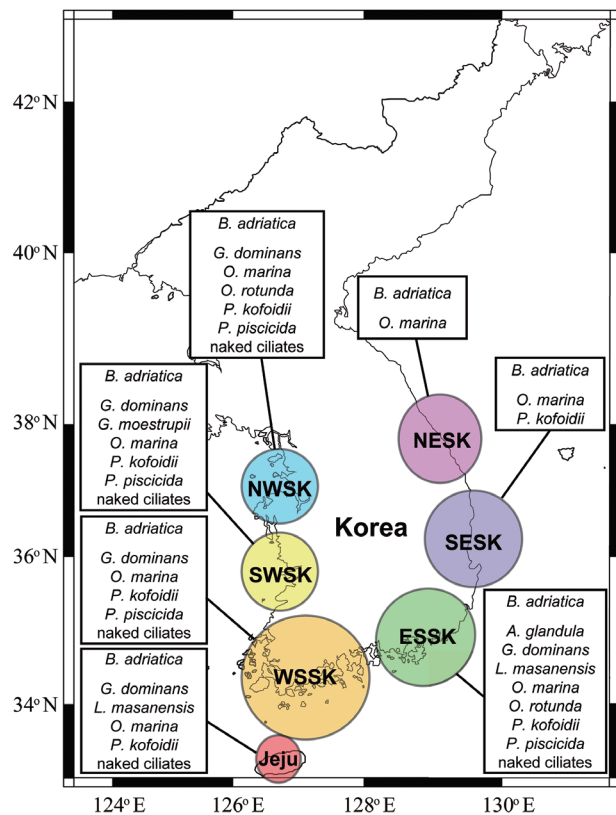 42°N
40°N
38°N
36°N
34°N
124°E
126°E
128°E
130°E
B. adriatica
G. dominans
O. marina
O. rotunda
P. kofoidii
P. piscicida
naked ciliates
B. adriatica
O. marina
B. adriatica
O. marina
P. kofoidii
B. adriatica
G. dominans
G. moestrupii
O. marina
P. kofoidii
P. piscicida
naked ciliates
B. adriatica
G. dominans
O. marina
P. kofoidii
P. piscicida
naked ciliates
B. adriatica
G. dominans
L. masanensis
O. marina
P. kofoidii
naked ciliates
B. adriatica
A. glandula
G. dominans
L. masanensis
O. marina
O. rotunda
P. kofoidii
P. piscicida
naked ciliates
NESK
NWSK
Korea
SESK
SWSK
ESSK
WSSK
Jeju